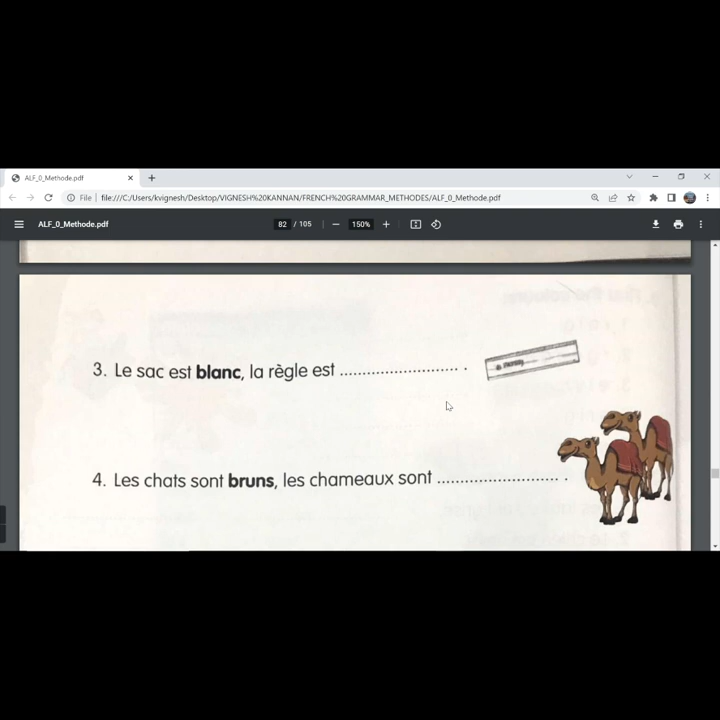 ALF_0_Methode.pdf
File | file:///C:/Users/kvignesh/Desktop/VIGNESH%20KANNAN/FRENCH%20GRAMMAR_METHODES/ALF_0_Methode.pdf
ALF_0_Methode.pdf
82 / 105
150%
3. Le sac est blanc, la règle est .......................... .
4. Les chats sont bruns, les chameaux sont .......................... .